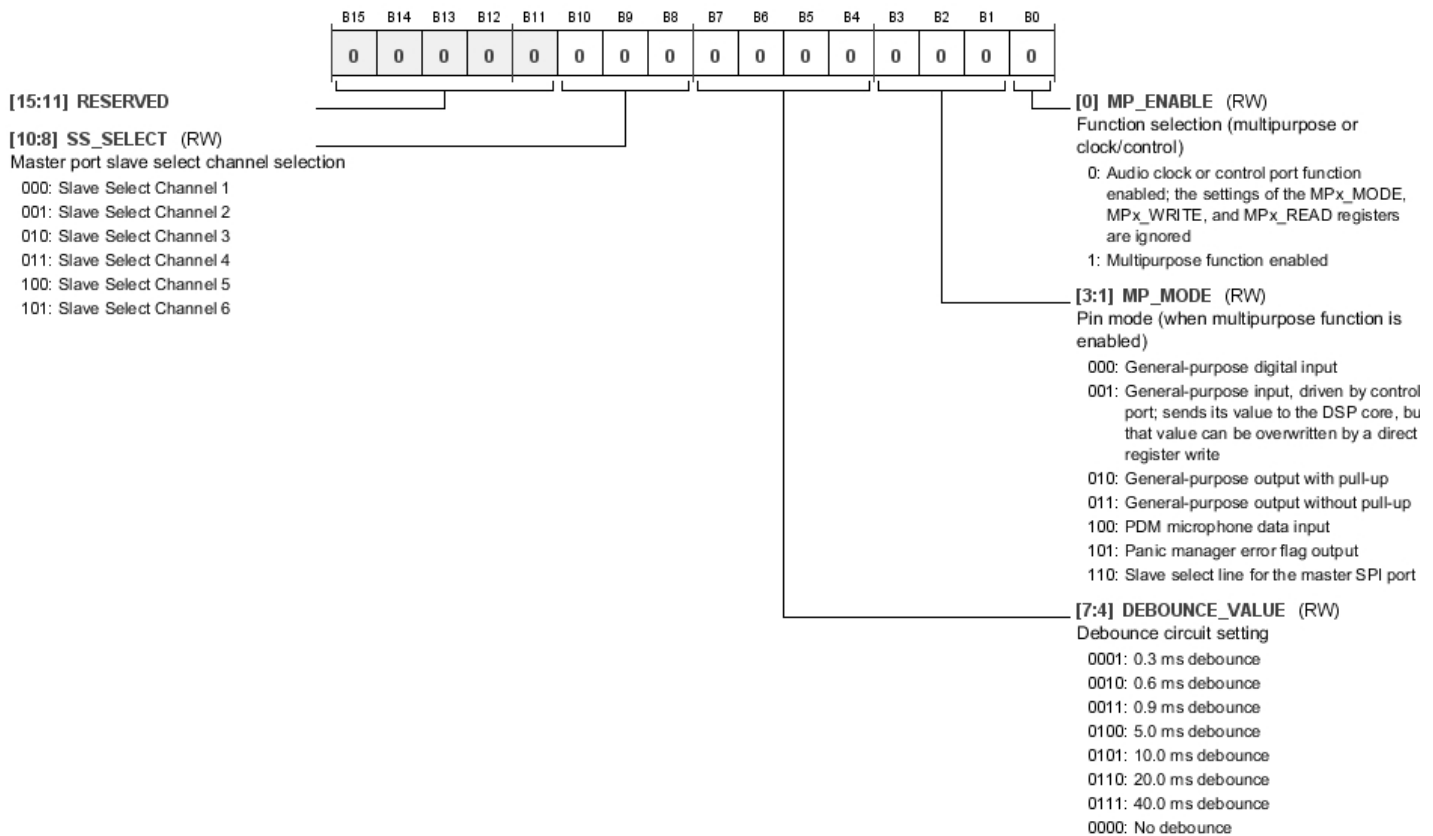 B15 B14 B13 B12 B11 B10 B9 B8 B7 B6 B5 B4 B3 B2 B1 B0
0 0 0 0 0 0 0 0 0 0 0 0 0 0 0 0
[15:11] RESERVED
[10:8] SS_SELECT (RW)
Master port slave select channel selection
000: Slave Select Channel 1
001: Slave Select Channel 2
010: Slave Select Channel 3
011: Slave Select Channel 4
100: Slave Select Channel 5
101: Slave Select Channel 6
[0] MP_ENABLE (RW)
Function selection (multipurpose or
clock/control)
0: Audio clock or control port function
enabled; the settings of the MPx_MODE,
MPx_WRITE, and MPx_READ registers
are ignored
1: Multipurpose function enabled
[3:1] MP_MODE (RW)
Pin mode (when multipurpose function is
enabled)
000: General-purpose digital input
001: General-purpose input, driven by control
port; sends its value to the DSP core, bu
that value can be overwritten by a direct
register write
010: General-purpose output with pull-up
011: General-purpose output without pull-up
100: PDM microphone data input
101: Panic manager error flag output
110: Slave select line for the master SPI port
[7:4] DEBOUNCE_VALUE (RW)
Debounce circuit setting
0001: 0.3 ms debounce
0010: 0.6 ms debounce
0011: 0.9 ms debounce
0100: 5.0 ms debounce
0101: 10.0 ms debounce
0110: 20.0 ms debounce
0111: 40.0 ms debounce
0000: No debounce